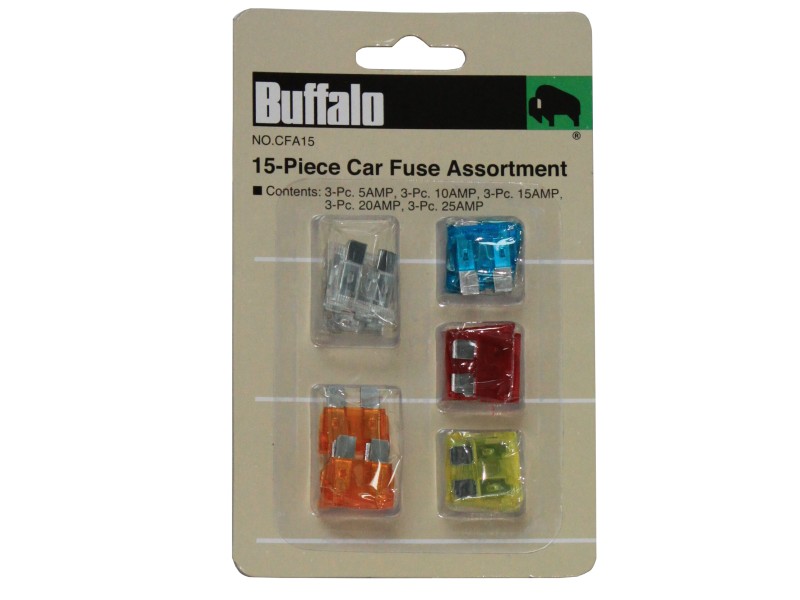 Buffalo
®
NO.CFA15
15-Piece Car Fuse Assortment
■ Contents: 3-Pc. 5AMP, 3-Pc. 10AMP, 3-Pc. 15AMP,
3-Pc. 20AMP, 3-Pc. 25AMP